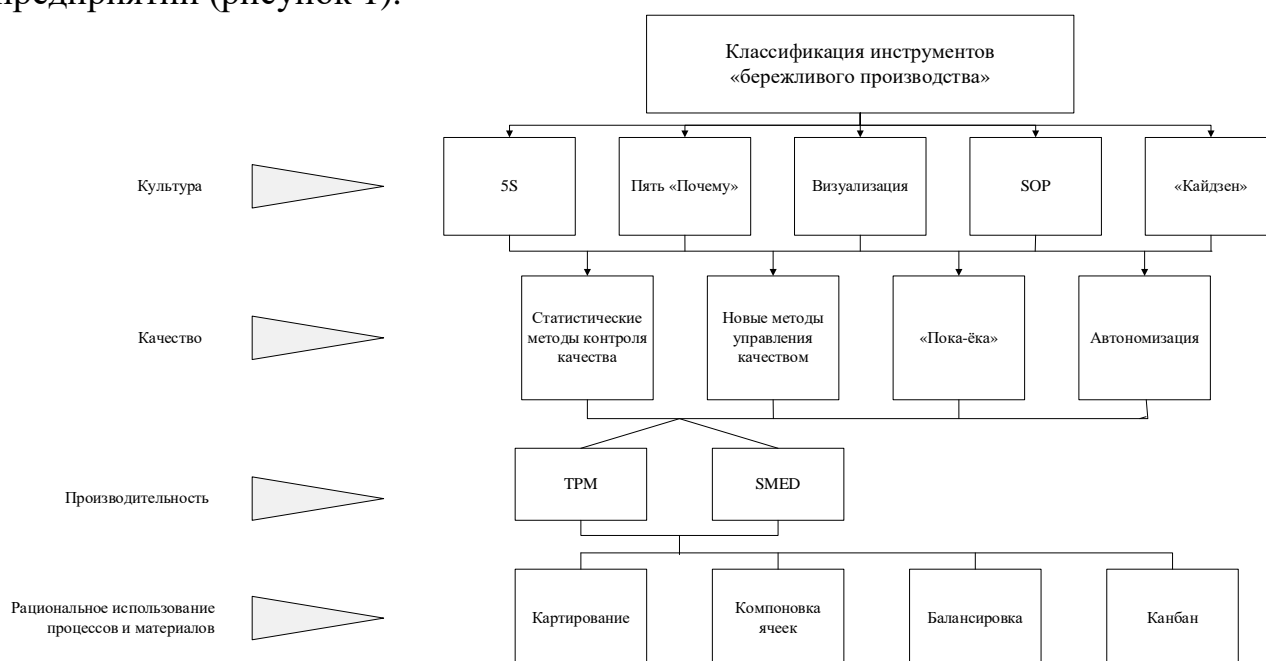 предприятий (рисунок 1).
Классификация инструментов
«бережливого производства»
Культура
5S
Пять «Почему»
Визуализация
SOP
«Кайдзен»
Качество
Статистические
методы контроля
качества
Новые методы
управления
качеством
«Пока-ёка»
Автономизация
Производительность
TPM
SMED
Рациональное использование
процессов и материалов
Картирование
Компоновка
ячеек
Балансировка
Канбан